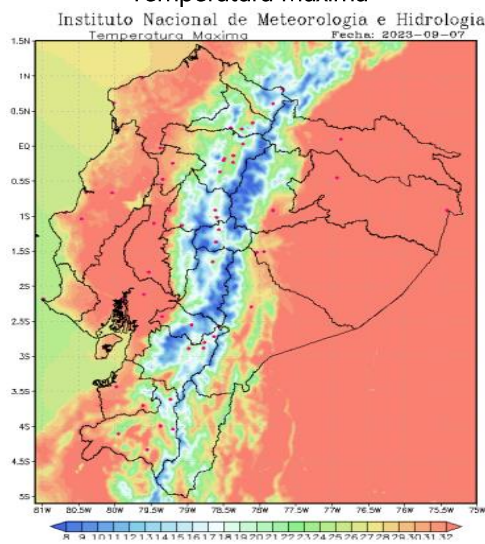 Temperatura máxima
Instituto Nacional de Meteorología e Hidrología
Temperatura Maxima Fecha: 2023-09-07
1.5N
1N
0.5N
EQ
0.5S
1S
1.5S
2S
2.5S
3S
3.5S
4S
4.5S
5S
81W 80.5W 80W 79.5W 79W 78.5W 78W 77.5W 77W 76.5W 76W 75.5W 75W
8 9 10 11 12 13 14 15 16 17 18 19 20 21 22 23 24 25 26 27 28 29 30 31 32